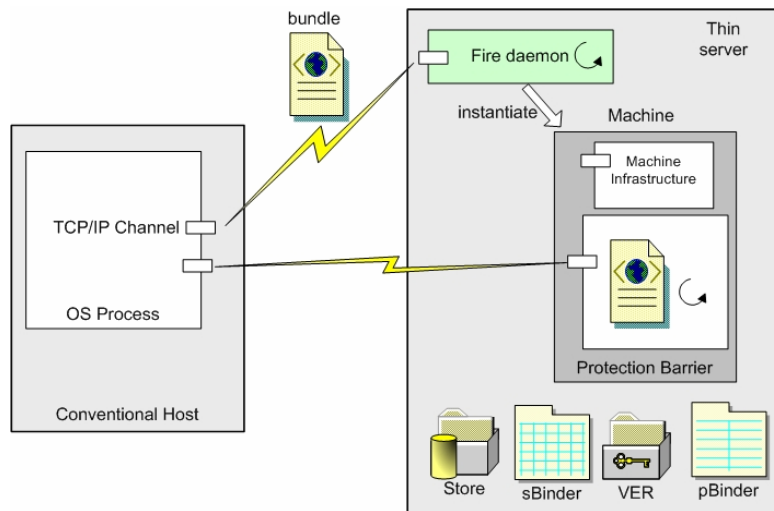 bundle
Thin
server
Fire daemon
instantiate
Machine
Machine
Infrastructure
TCP/IP Channel
OS Process
Protection Barrier
Conventional Host
Store
sBinder
VER
pBinder